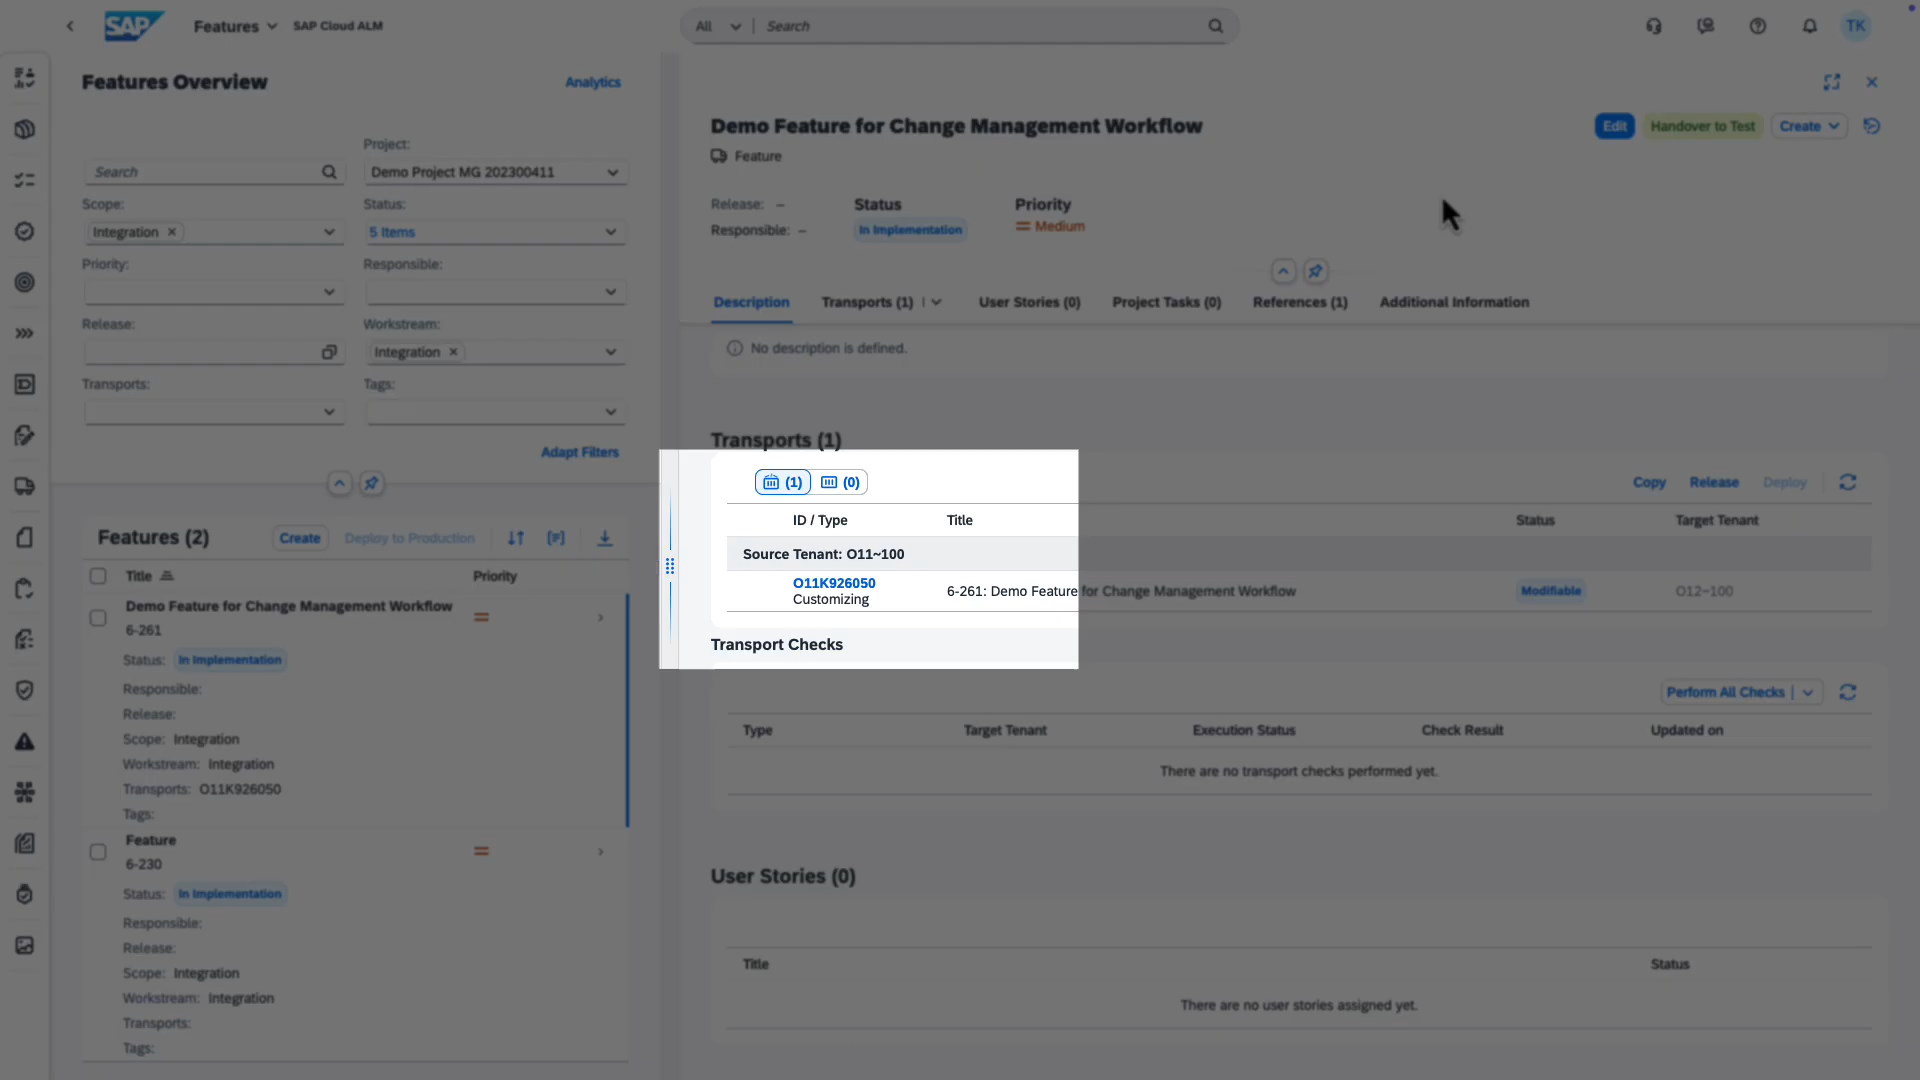 SAP Features SAP Cloud ALM All Search TK
Features Overview Analytics
Project:
Search Demo Project MG 202300411
Scope: Status:
Integration 5 Items
Priority: Responsible:
Release: Workstream:
Integration
Transports: Tags:
Adapt Filters
Features (2) Create Deploy to Production
Title Priority
Demo Feature for Change Management Workflow
6-261
Status: In Implementation
Responsible:
Release:
Scope: Integration
Workstream: Integration
Transports: O11K926050
Tags:
Feature
6-230
Status: In Implementation
Responsible:
Release:
Scope: Integration
Workstream: Integration
Transports:
Tags:
Demo Feature for Change Management Workflow Edit Handover to Test Create
Feature
Release: – Status Priority
Responsible: – In Implementation Medium
Description Transports (1) User Stories (0) Project Tasks (0) References (1) Additional Information
No description is defined.
Transports (1)
(1) (0) Copy Release Deploy
ID / Type Title Status Target Tenant
Source Tenant: O11~100
O11K926050 6-261: Demo Feature for Change Management Workflow Modifiable O12~100
Customizing
Transport Checks
Perform All Checks
Type Target Tenant Execution Status Check Result Updated on
There are no transport checks performed yet.
User Stories (0)
Title Status
There are no user stories assigned yet.